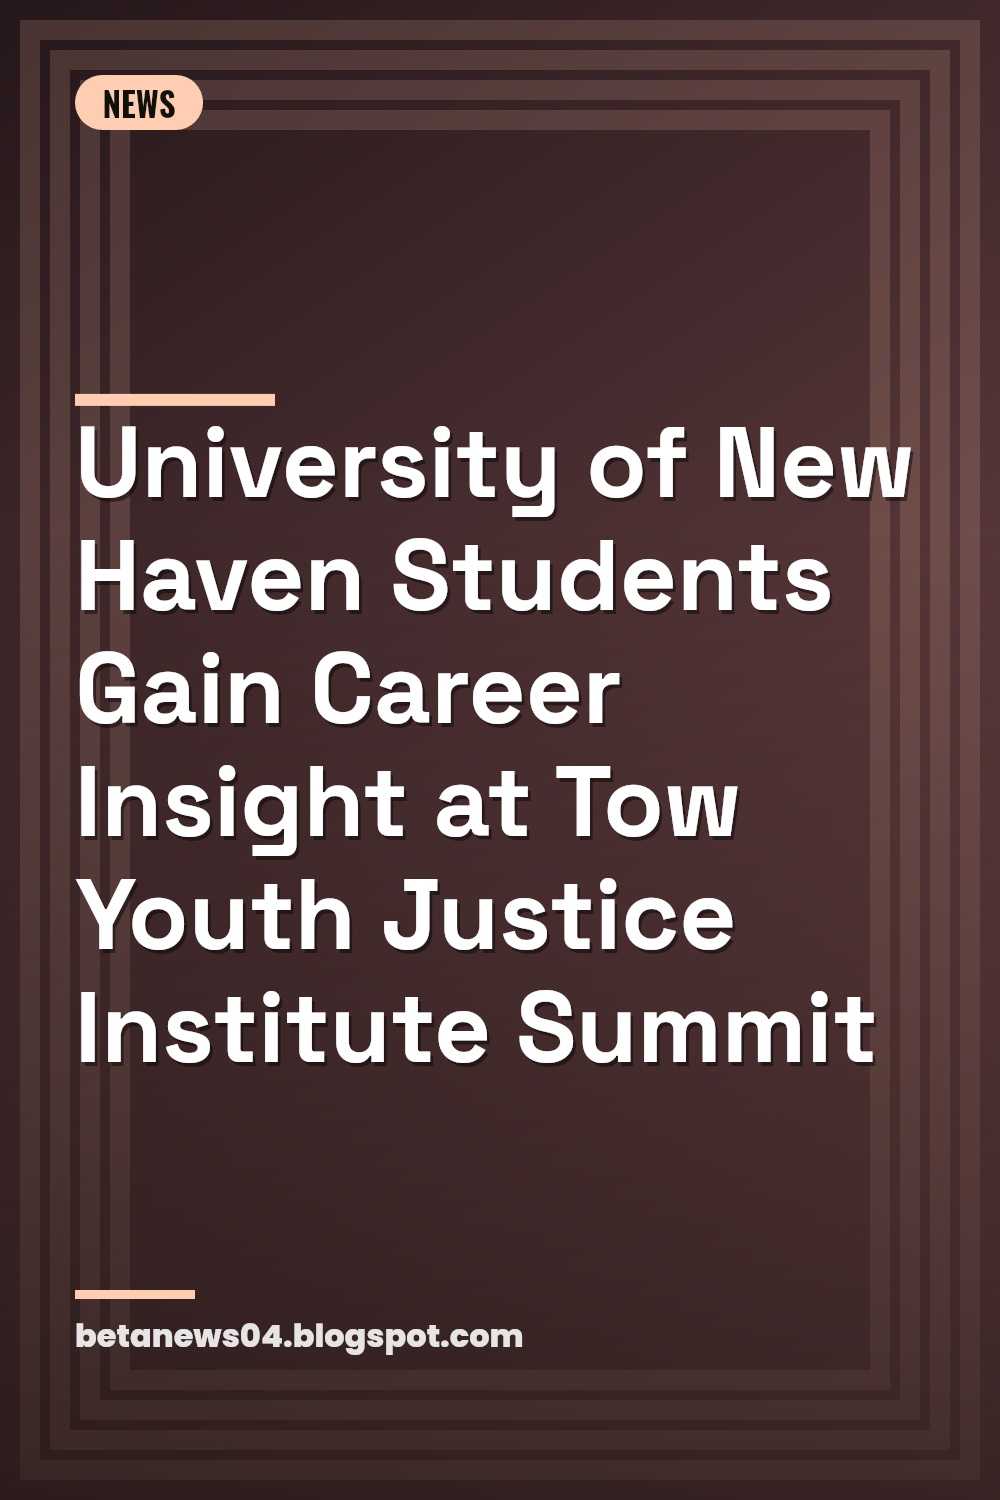 NEWS
University of New
Haven Students
Gain Career
Insight at Tow
Youth Justice
Institute Summit
betanews04.blogspot.com